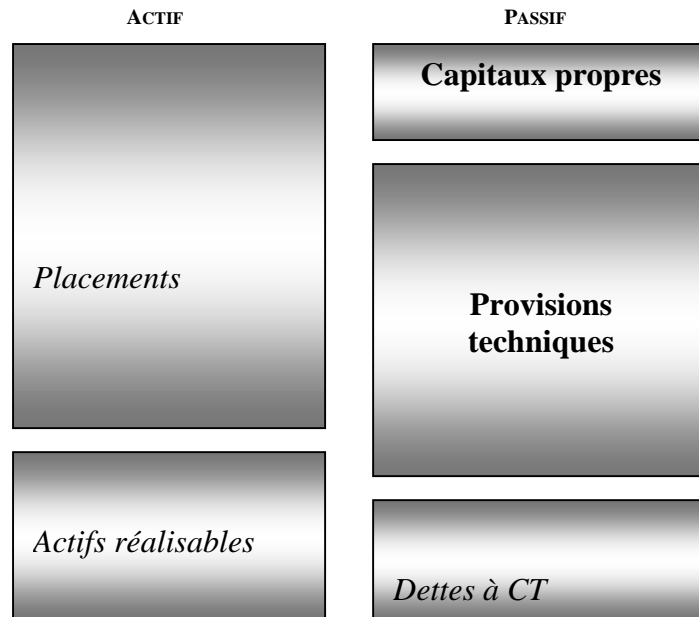 ACTIF
PASSIF
Capitaux propres
Placements
Provisions
techniques
Actifs réalisables
Dettes à CT